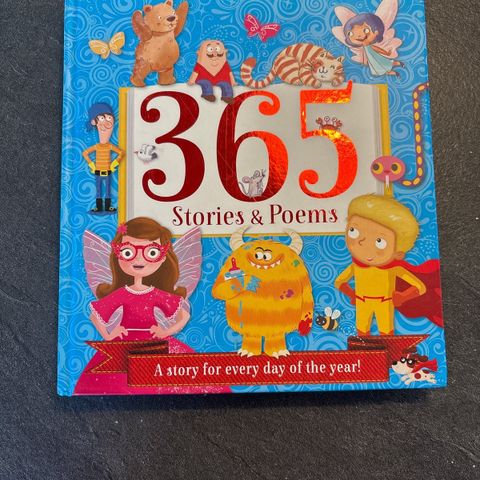 365
Stories & Poems
A story for every day of the year!